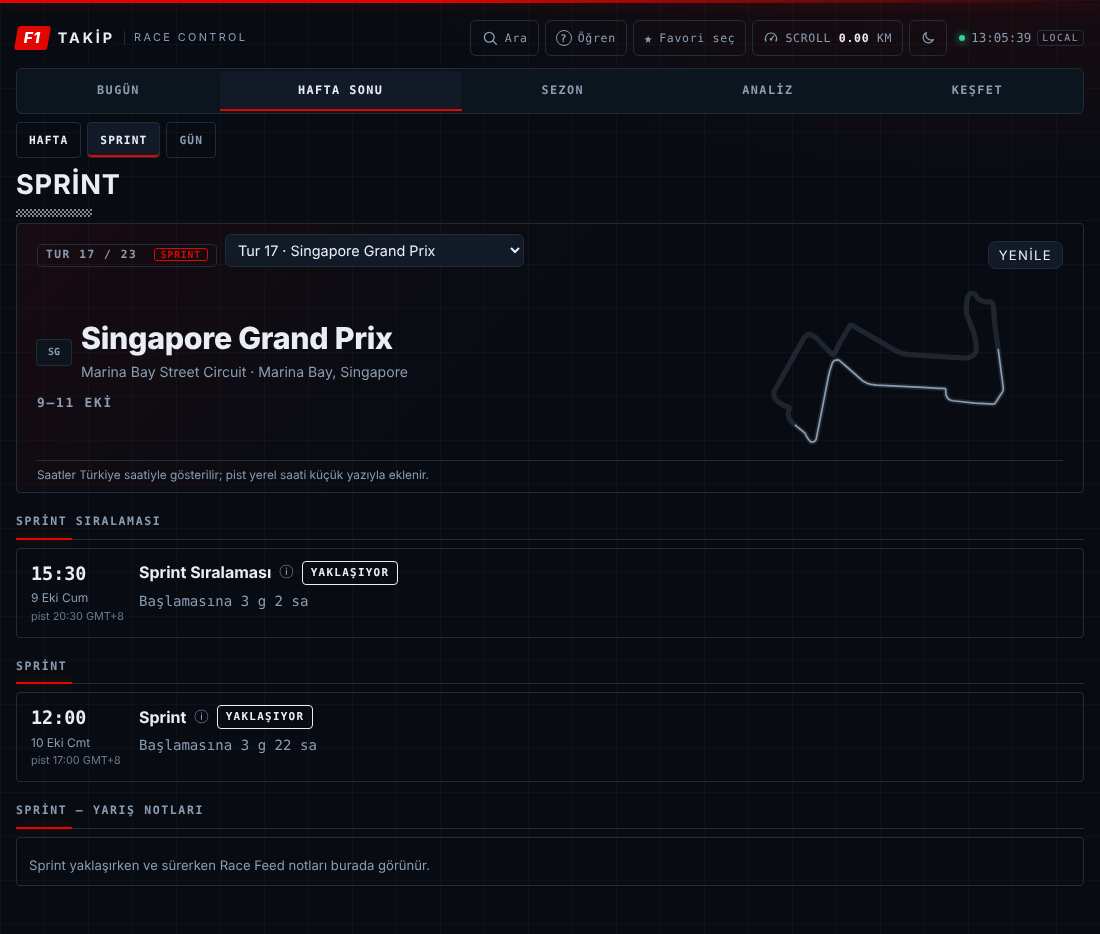 F1 TAKİP RACE CONTROL Ara ? Öğren ★ Favori seç SCROLL 0.00 KM 13:05:39 LOCAL
BUGÜN HAFTA SONU SEZON ANALİZ KEŞFET
HAFTA SPRINT GÜN
SPRİNT
TUR 17 / 23 SPRINT Tur 17 · Singapore Grand Prix YENİLE
SG Singapore Grand Prix
Marina Bay Street Circuit · Marina Bay, Singapore
9–11 EKİ
Saatler Türkiye saatiyle gösterilir; pist yerel saati küçük yazıyla eklenir.
SPRİNT SIRALAMASI
15:30 Sprint Sıralaması ⓘ YAKLAŞIYOR
9 Eki Cum Başlamasına 3 g 2 sa
pist 20:30 GMT+8
SPRİNT
12:00 Sprint ⓘ YAKLAŞIYOR
10 Eki Cmt Başlamasına 3 g 22 sa
pist 17:00 GMT+8
SPRİNT — YARIŞ NOTLARI
Sprint yaklaşırken ve sürerken Race Feed notları burada görünür.